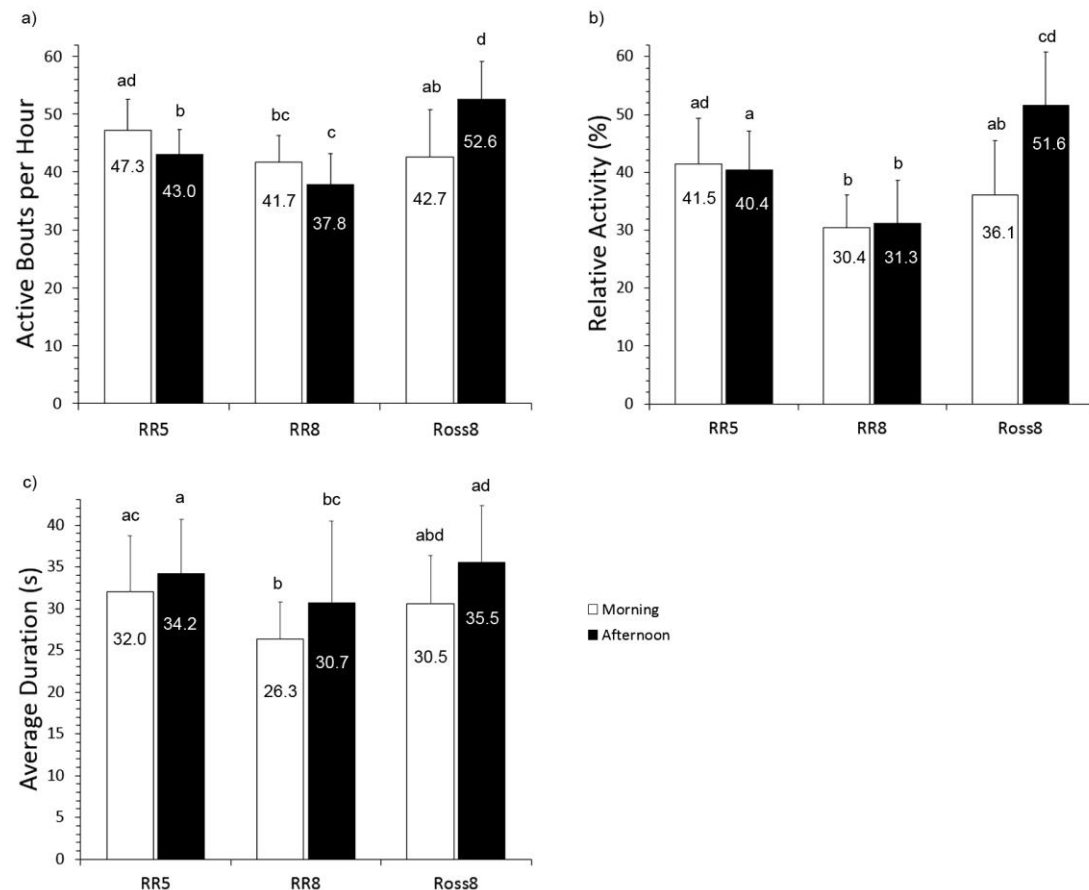 a)
Active Bouts per Hour
60
50
40
30
20
10
0
ad
b
bc
c
ab
d
47.3
43.0
41.7
37.8
42.7
52.6
RR5
RR8
Ross8
b)
Relative Activity (%)
60
50
40
30
20
10
0
ad
a
b
b
ab
cd
41.5
40.4
30.4
31.3
36.1
51.6
RR5
RR8
Ross8
c)
Average Duration (s)
40
35
30
25
20
15
10
5
0
ac
a
b
bc
abd
ad
32.0
34.2
26.3
30.7
30.5
35.5
RR5
RR8
Ross8
Morning
Afternoon